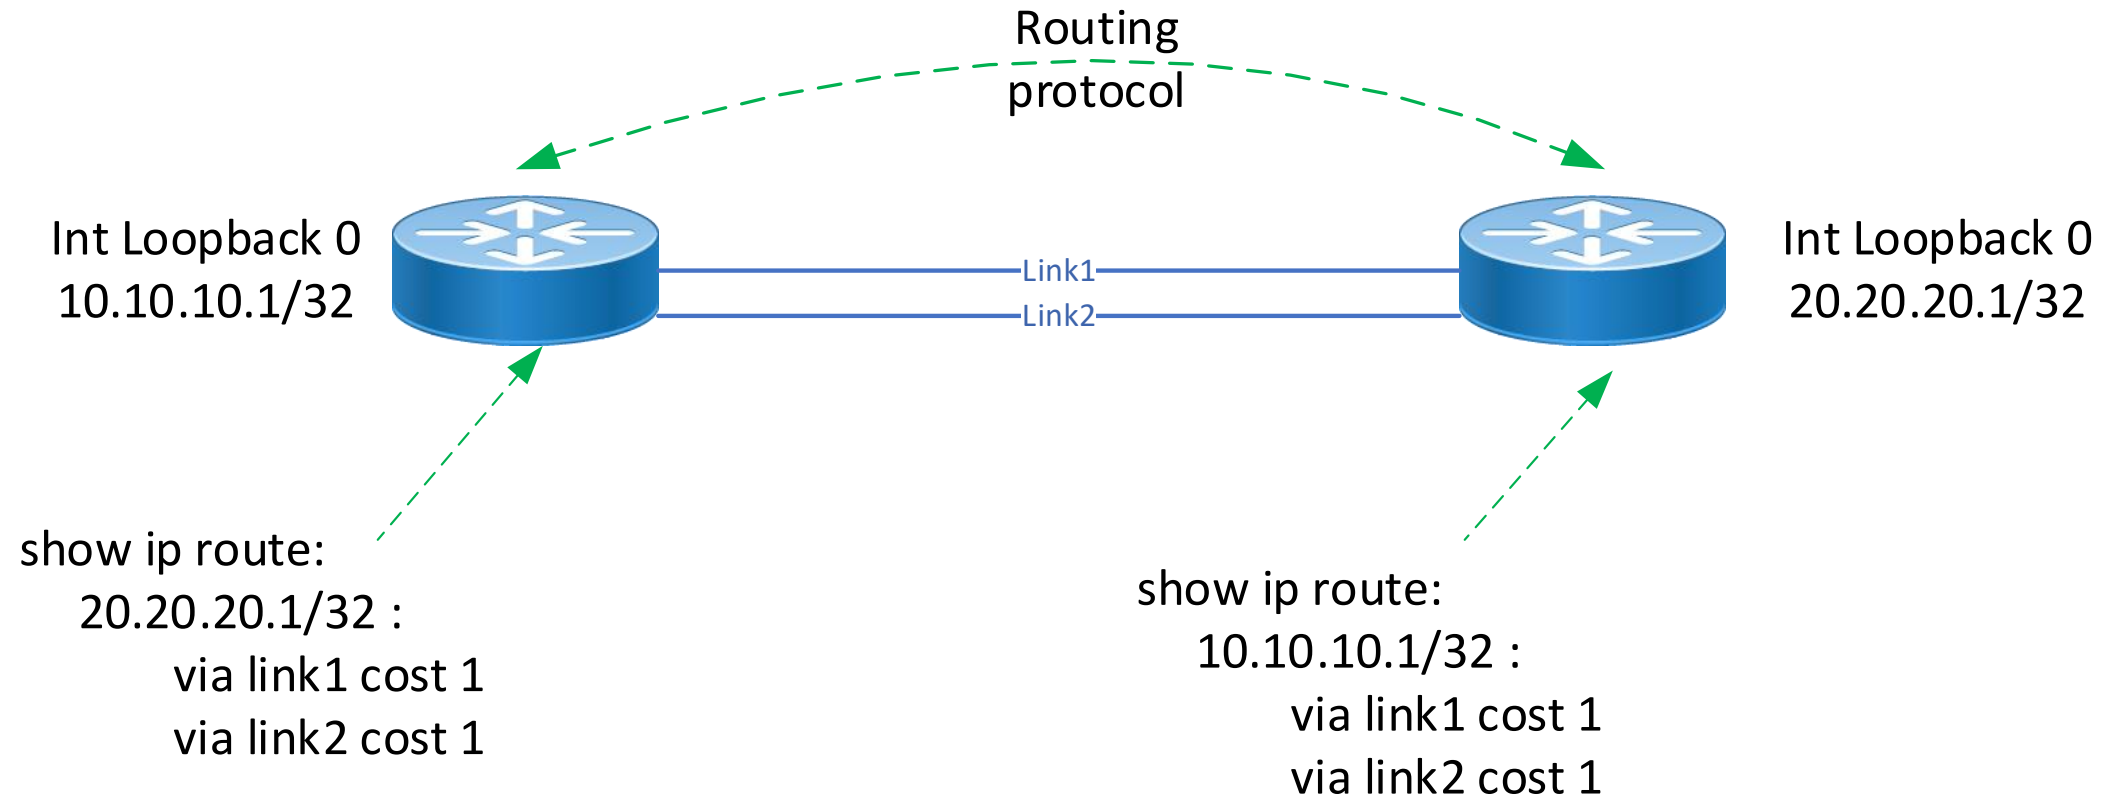 Routing
protocol
Int Loopback 0
10.10.10.1/32
Link1
Link2
Int Loopback 0
20.20.20.1/32
show ip route:
20.20.20.1/32 :
via link1 cost 1
via link2 cost 1
show ip route:
10.10.10.1/32 :
via link1 cost 1
via link2 cost 1